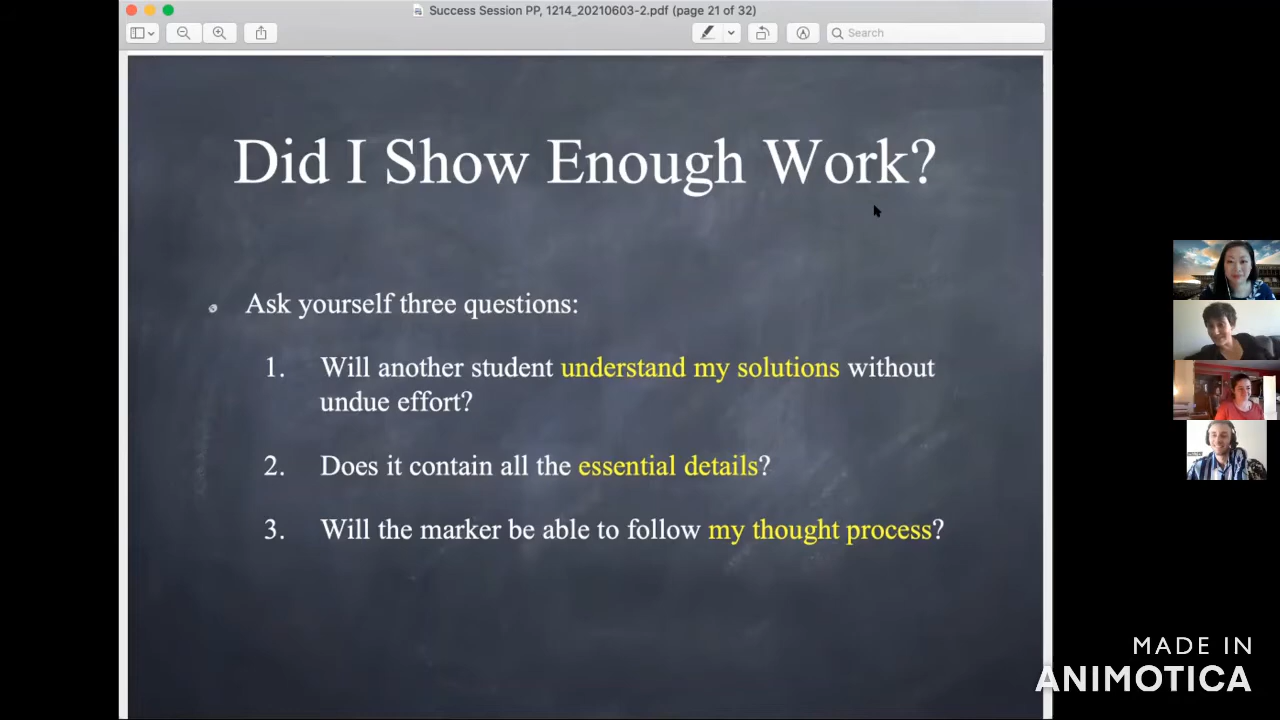 Success Session PP, 1214_20210603-2.pdf (page 21 of 32)
Search
Did I Show Enough Work?
Ask yourself three questions:
1. Will another student understand my solutions without
undue effort?
2. Does it contain all the essential details?
3. Will the marker be able to follow my thought process?
MADE IN
ANIMOTICA